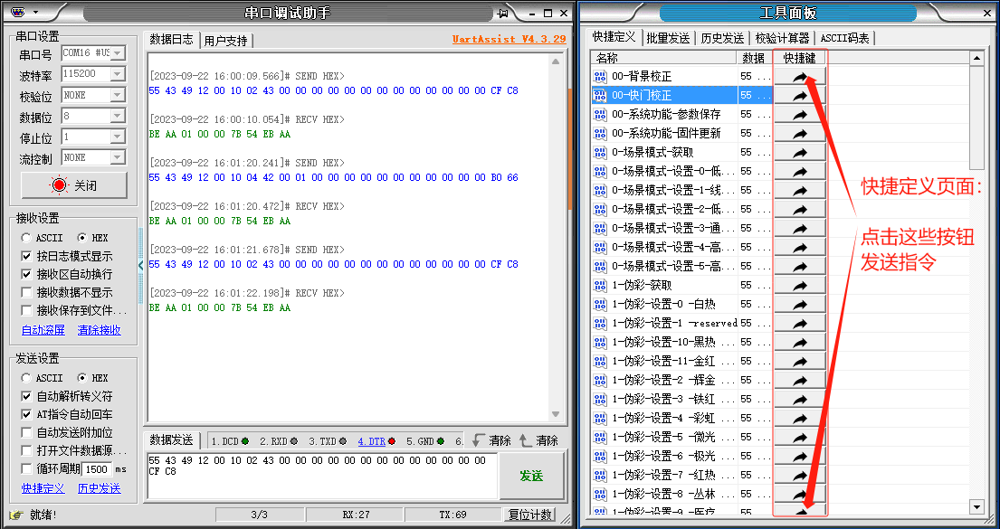 串口调试助手
串口设置
串口号 COM16 #US
波特率 115200
校验位 NONE
数据位 8
停止位 1
流控制 NONE
关闭
接收设置
ASCII HEX
按日志模式显示
接收区自动换行
接收数据不显示
接收保存到文件...
自动滚屏 清除接收
发送设置
ASCII HEX
自动解析转义符
AT指令自动回车
自动发送附加位
打开文件数据源...
循环周期 1500 ms
快捷定义 历史发送
数据日志 用户支持 UartAssist V4.3.29
[2023-09-22 16:00:09.566]# SEND HEX>
55 43 49 12 00 10 02 43 00 00 00 00 00 00 00 00 00 00 00 00 00 CF C8
[2023-09-22 16:00:10.054]# RECV HEX>
BE AA 01 00 00 7B 54 EB AA
[2023-09-22 16:01:20.241]# SEND HEX>
55 43 49 12 00 10 04 42 00 01 00 00 00 00 00 00 00 00 00 00 00 B0 66
[2023-09-22 16:01:20.472]# RECV HEX>
BE AA 01 00 00 7B 54 EB AA
[2023-09-22 16:01:21.678]# SEND HEX>
55 43 49 12 00 10 02 43 00 00 00 00 00 00 00 00 00 00 00 00 00 CF C8
[2023-09-22 16:01:22.198]# RECV HEX>
BE AA 01 00 00 7B 54 EB AA
数据发送 1.DCD 2.RXD 3.TXD 4.DTR 5.GND 6. 清除 清除
55 43 49 12 00 10 02 43 00 00 00 00 00 00 00 00 00 00 00 00 00
CF C8
发送
就绪! 3/3 RX:27 TX:69 复位计数
工具面板
快捷定义 批量发送 历史发送 校验计算器 ASCII码表
名称 数据 快捷键
00-背景校正 55 ...
00-快门校正 55 ...
00-系统功能-参数保存 55 ...
00-系统功能-固件更新 55 ...
0-场景模式-获取 55 ...
0-场景模式-设置-0-低... 55 ...
0-场景模式-设置-1-线... 55 ...
0-场景模式-设置-2-低... 55 ...
0-场景模式-设置-3-通... 55 ...
0-场景模式-设置-4-高... 55 ...
0-场景模式-设置-5-高... 55 ...
1-伪彩-获取 55 ...
1-伪彩-设置-0 -白热 55 ...
1-伪彩-设置-1 -reserved 55 ...
1-伪彩-设置-10-黑热 55 ...
1-伪彩-设置-11-金红 55 ...
1-伪彩-设置-2 -辉金 55 ...
1-伪彩-设置-3 -铁红 55 ...
1-伪彩-设置-4 -彩虹 55 ...
1-伪彩-设置-5 -微光 55 ...
1-伪彩-设置-6 -极光 55 ...
1-伪彩-设置-7 -红热 55 ...
1-伪彩-设置-8 -丛林 55 ...
1-伪彩-设置-9 -医疗 55 ...
快捷定义页面：
点击这些按钮
发送指令